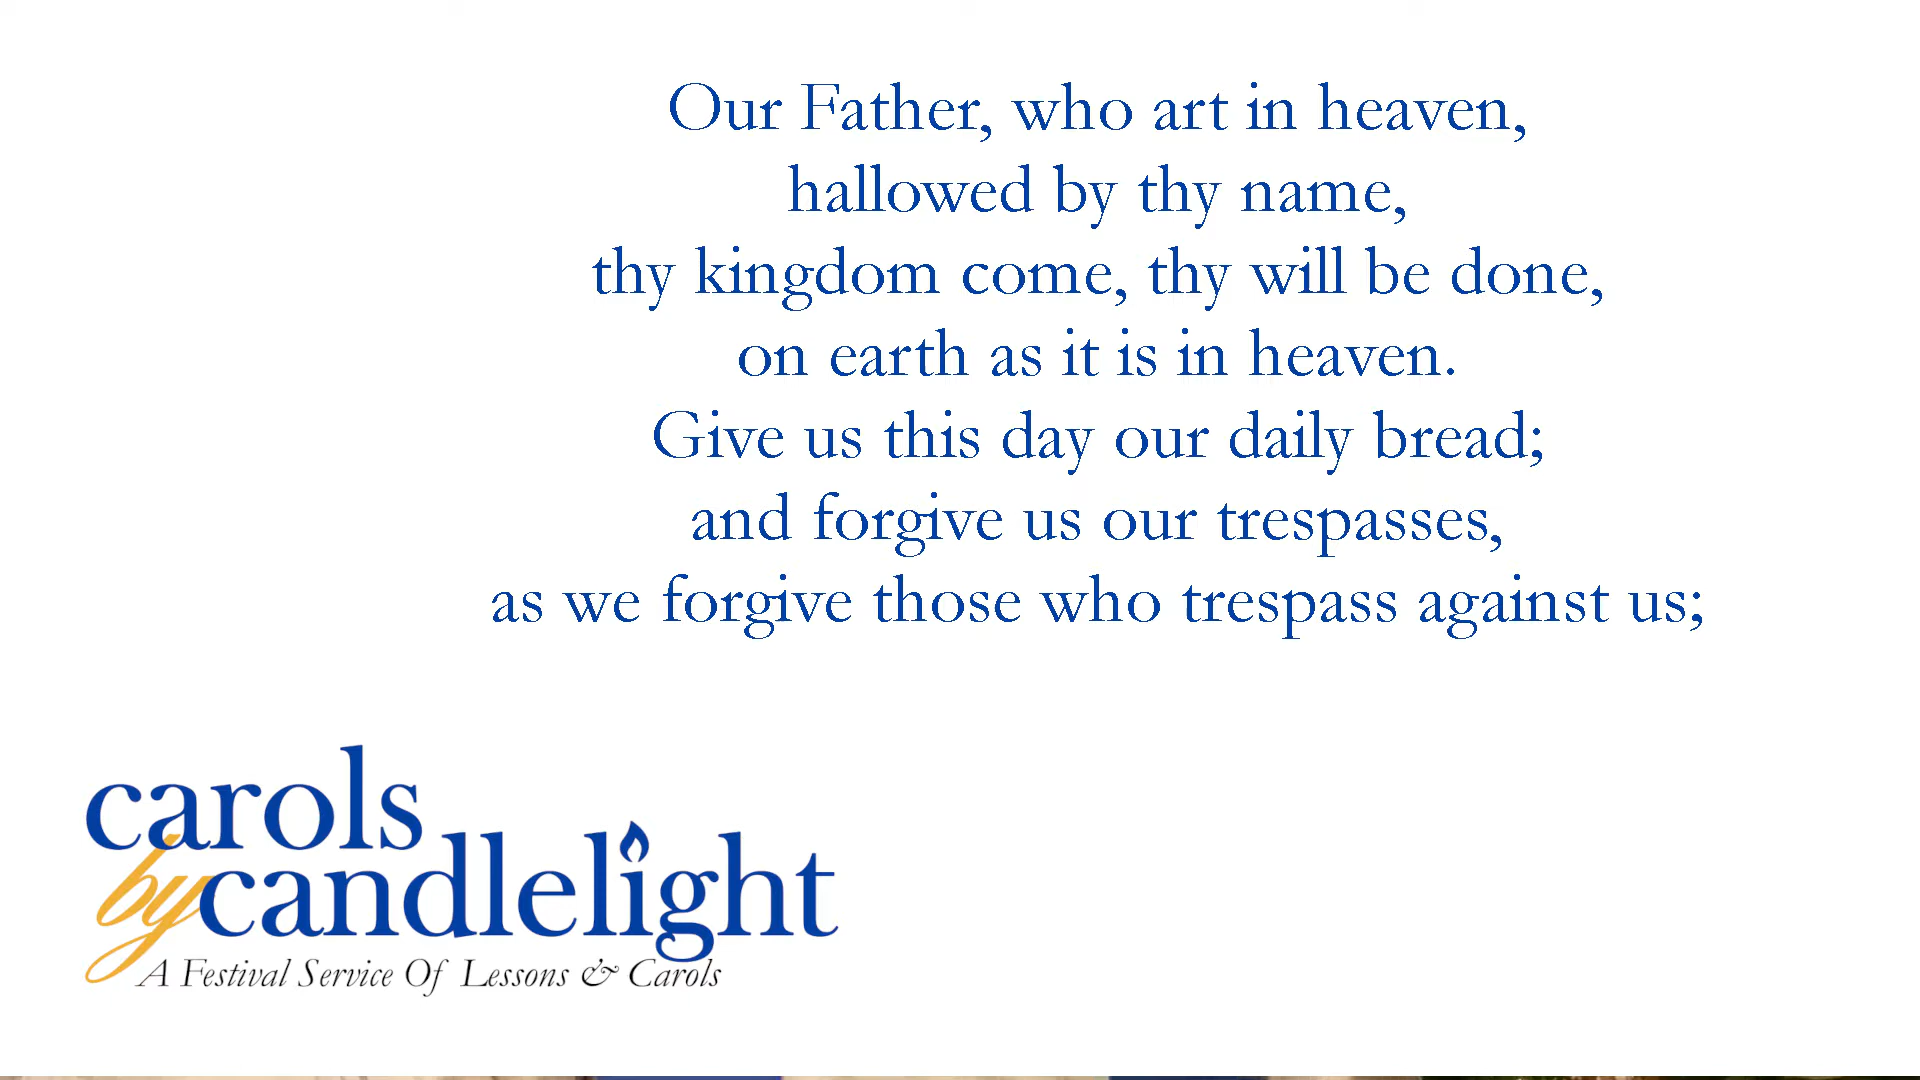 Our Father, who art in heaven,
hallowed by thy name,
thy kingdom come, thy will be done,
on earth as it is in heaven.
Give us this day our daily bread;
and forgive us our trespasses,
as we forgive those who trespass against us;
carols
by candlelight
A Festival Service Of Lessons & Carols